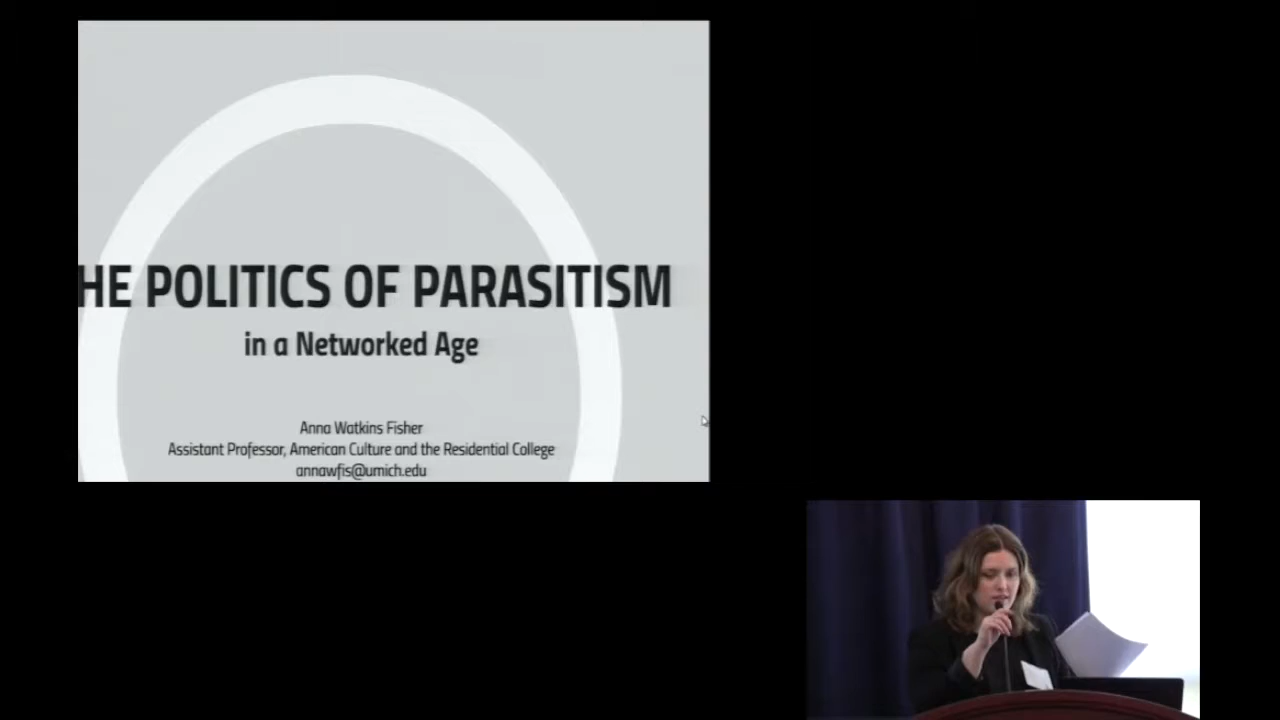 HE POLITICS OF PARASITISM
in a Networked Age
Anna Watkins Fisher
Assistant Professor, American Culture and the Residential College
annawfis@umich.edu